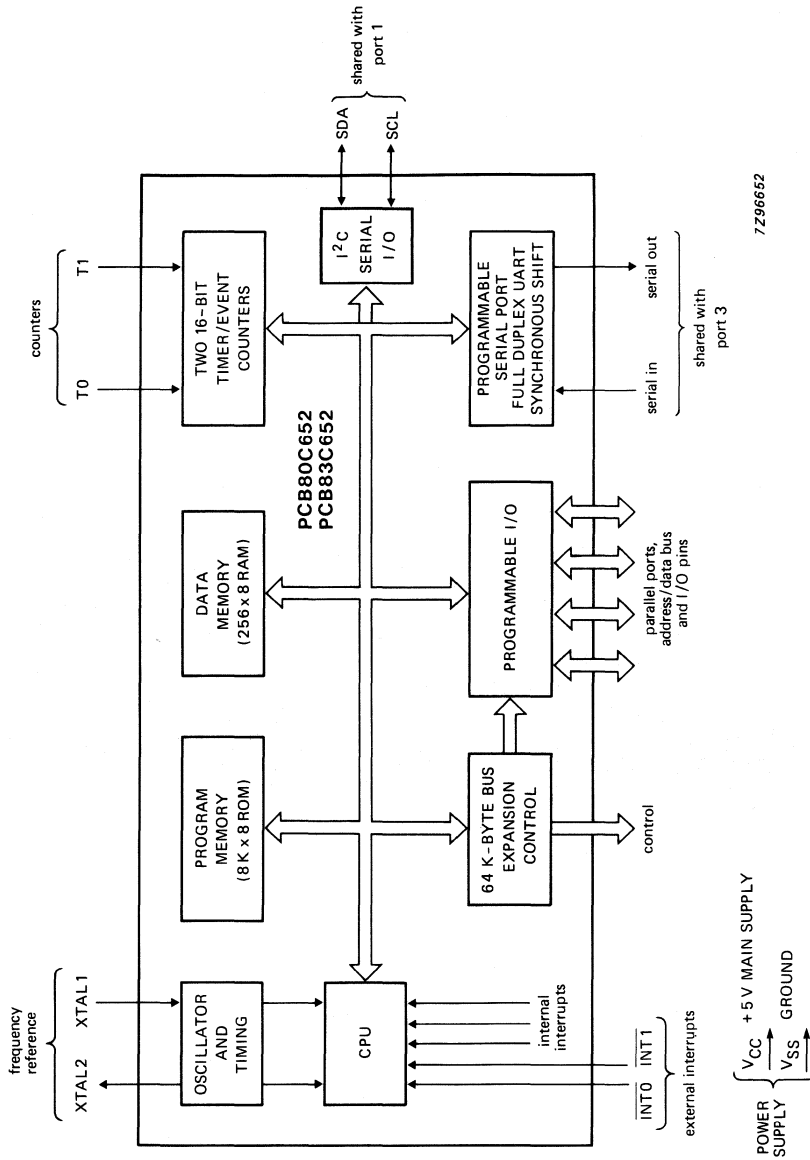 frequency
reference
XTAL2
XTAL1
counters
T0
T1
OSCILLATOR
AND
TIMING
PROGRAM
MEMORY
(8 K x 8 ROM)
DATA
MEMORY
(256 x 8 RAM)
TWO 16-BIT
TIMER/EVENT
COUNTERS
PCB80C652
PCB83C652
CPU
I²C
SERIAL
I/O
SDA
SCL
shared with
port 1
internal
interrupts
64 K-BYTE BUS
EXPANSION
CONTROL
PROGRAMMABLE I/O
PROGRAMMABLE
SERIAL PORT
FULL DUPLEX UART
SYNCHRONOUS SHIFT
INT0
INT1
external interrupts
control
parallel ports,
address/data bus
and I/O pins
serial in
serial out
shared with
port 3
POWER
SUPPLY
VCC
+ 5 V MAIN SUPPLY
VSS
GROUND
7Z96652